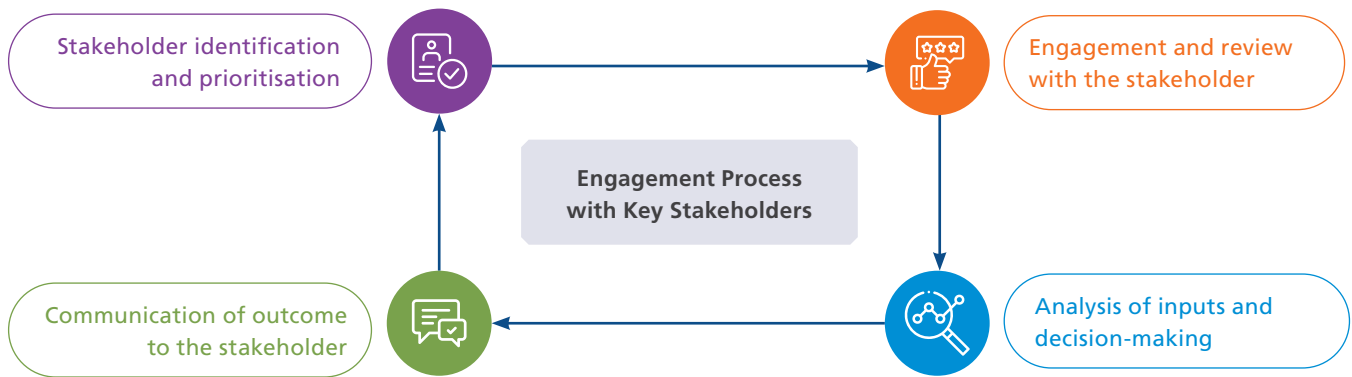 Stakeholder identification
and prioritisation
Engagement and review
with the stakeholder
Engagement Process
with Key Stakeholders
Communication of outcome
to the stakeholder
Analysis of inputs and
decision-making